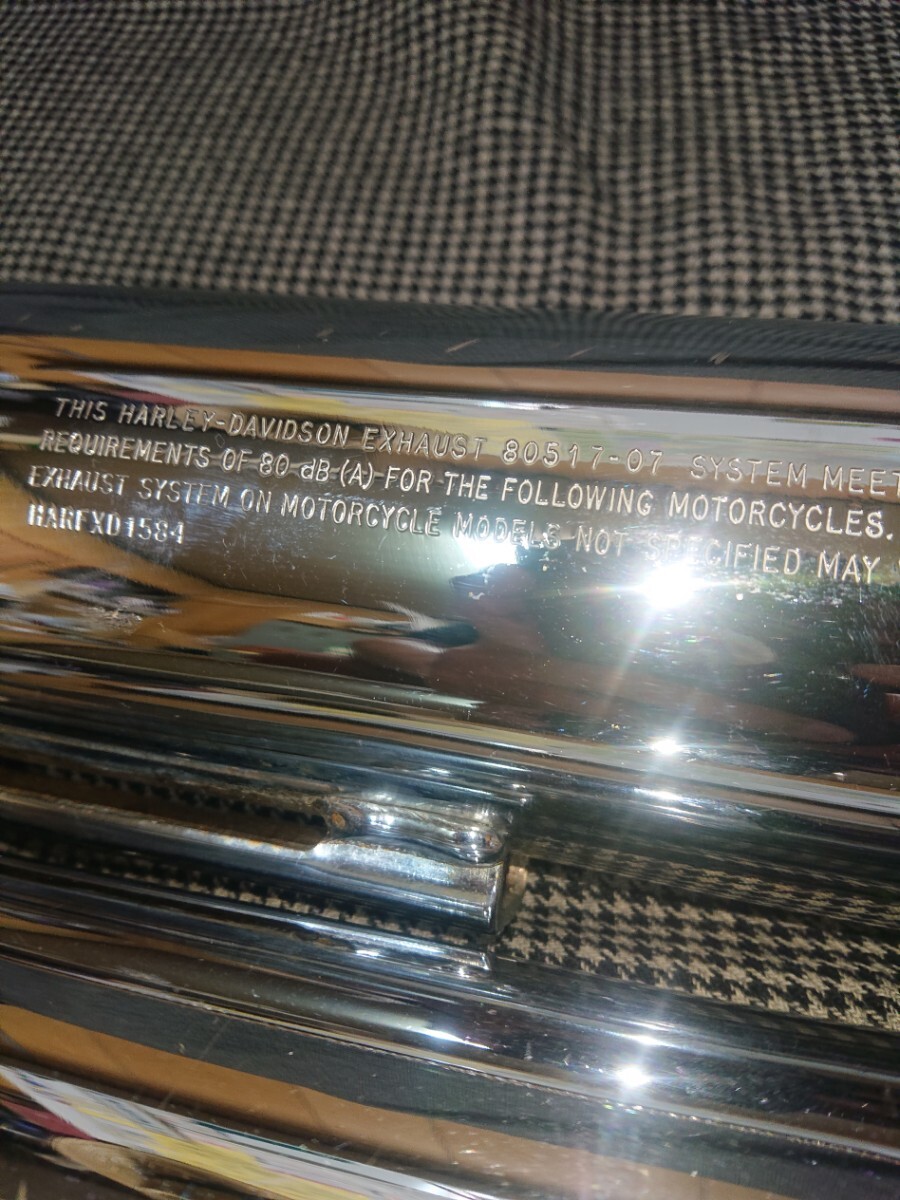 THIS HARLEY-DAVIDSON EXHAUST 80517-07 SYSTEM MEET
REQUIREMENTS OF 80 dB (A) FOR THE FOLLOWING MOTORCYCLES.
EXHAUST SYSTEM ON MOTORCYCLE MODELS NOT SPECIFIED MAY
HARFXD1584